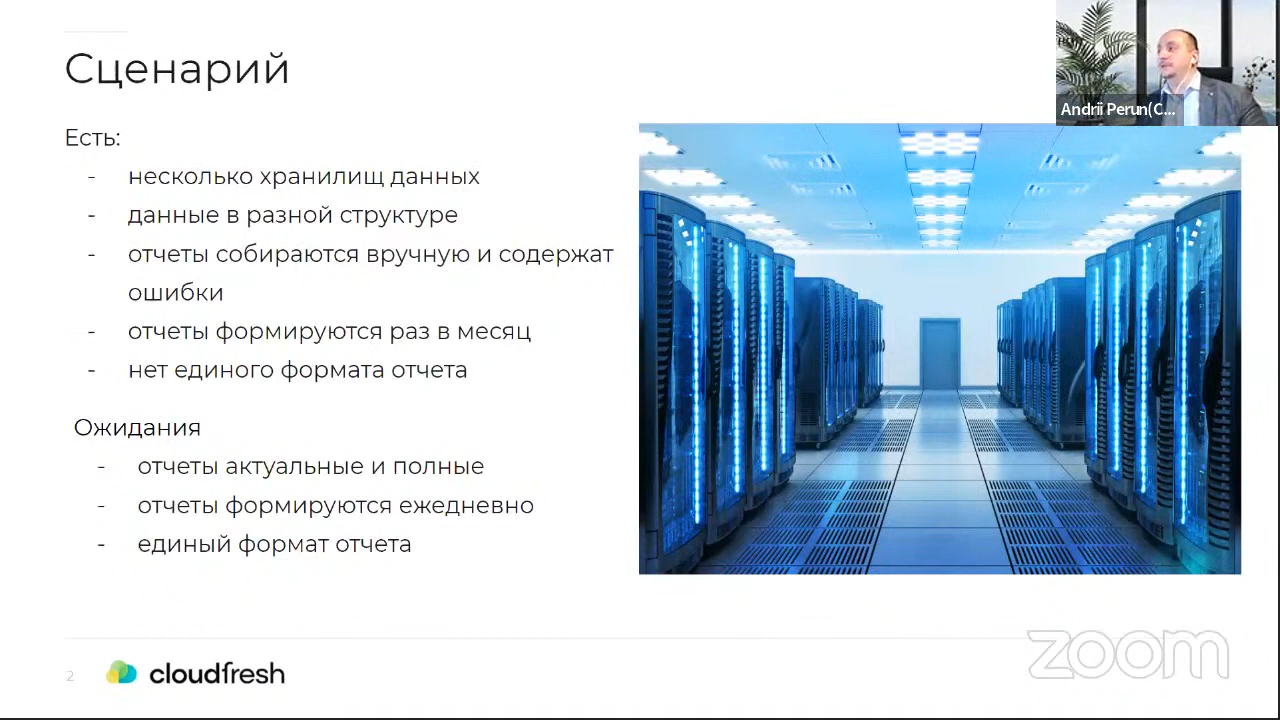 Сценарий
Andrii Perun(C...
Есть:
- несколько хранилищ данных
- данные в разной структуре
- отчеты собираются вручную и содержат
ошибки
- отчеты формируются раз в месяц
- нет единого формата отчета
Ожидания
- отчеты актуальные и полные
- отчеты формируются ежедневно
- единый формат отчета
2
cloudfresh
zoom